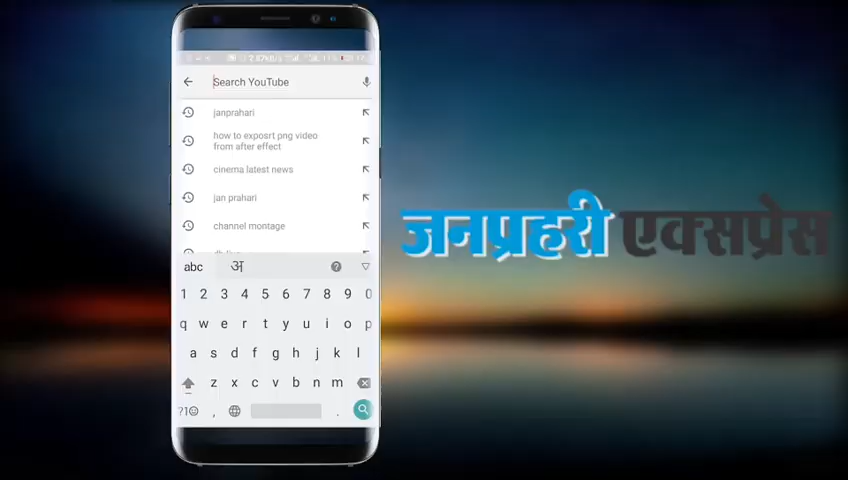 Search YouTube
janprahari
how to exposrt png video
from after effect
cinema latest news
jan prahari
channel montage
abc अ
1 2 3 4 5 6 7 8 9 0
q w e r t y u i o p
a s d f g h j k l
z x c v b n m
?1 , .
जनप्रहरी एक्सप्रेस